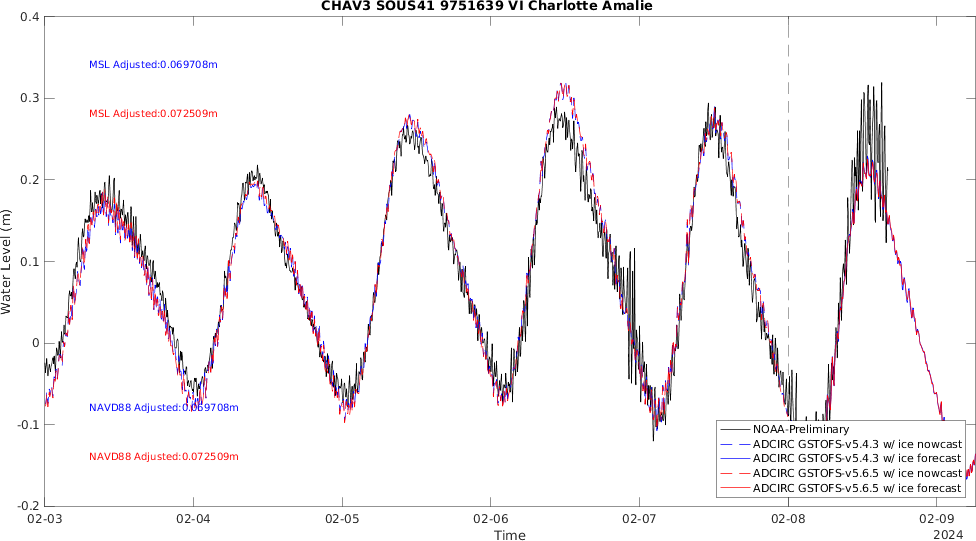 CHAV3 SOUS41 9751639 VI Charlotte Amalie
0.4
MSL Adjusted:0.069708m
0.3
MSL Adjusted:0.072509m
0.2
Water Level (m)
0.1
0
NAVD88 Adjusted:0.069708m
-0.1
NOAA-Preliminary
ADCIRC GSTOFS-v5.4.3 w/ ice nowcast
NAVD88 Adjusted:0.072509m
ADCIRC GSTOFS-v5.4.3 w/ ice forecast
ADCIRC GSTOFS-v5.6.5 w/ ice nowcast
ADCIRC GSTOFS-v5.6.5 w/ ice forecast
-0.2
02-03 02-04 02-05 02-06 02-07 02-08 02-09
Time
2024